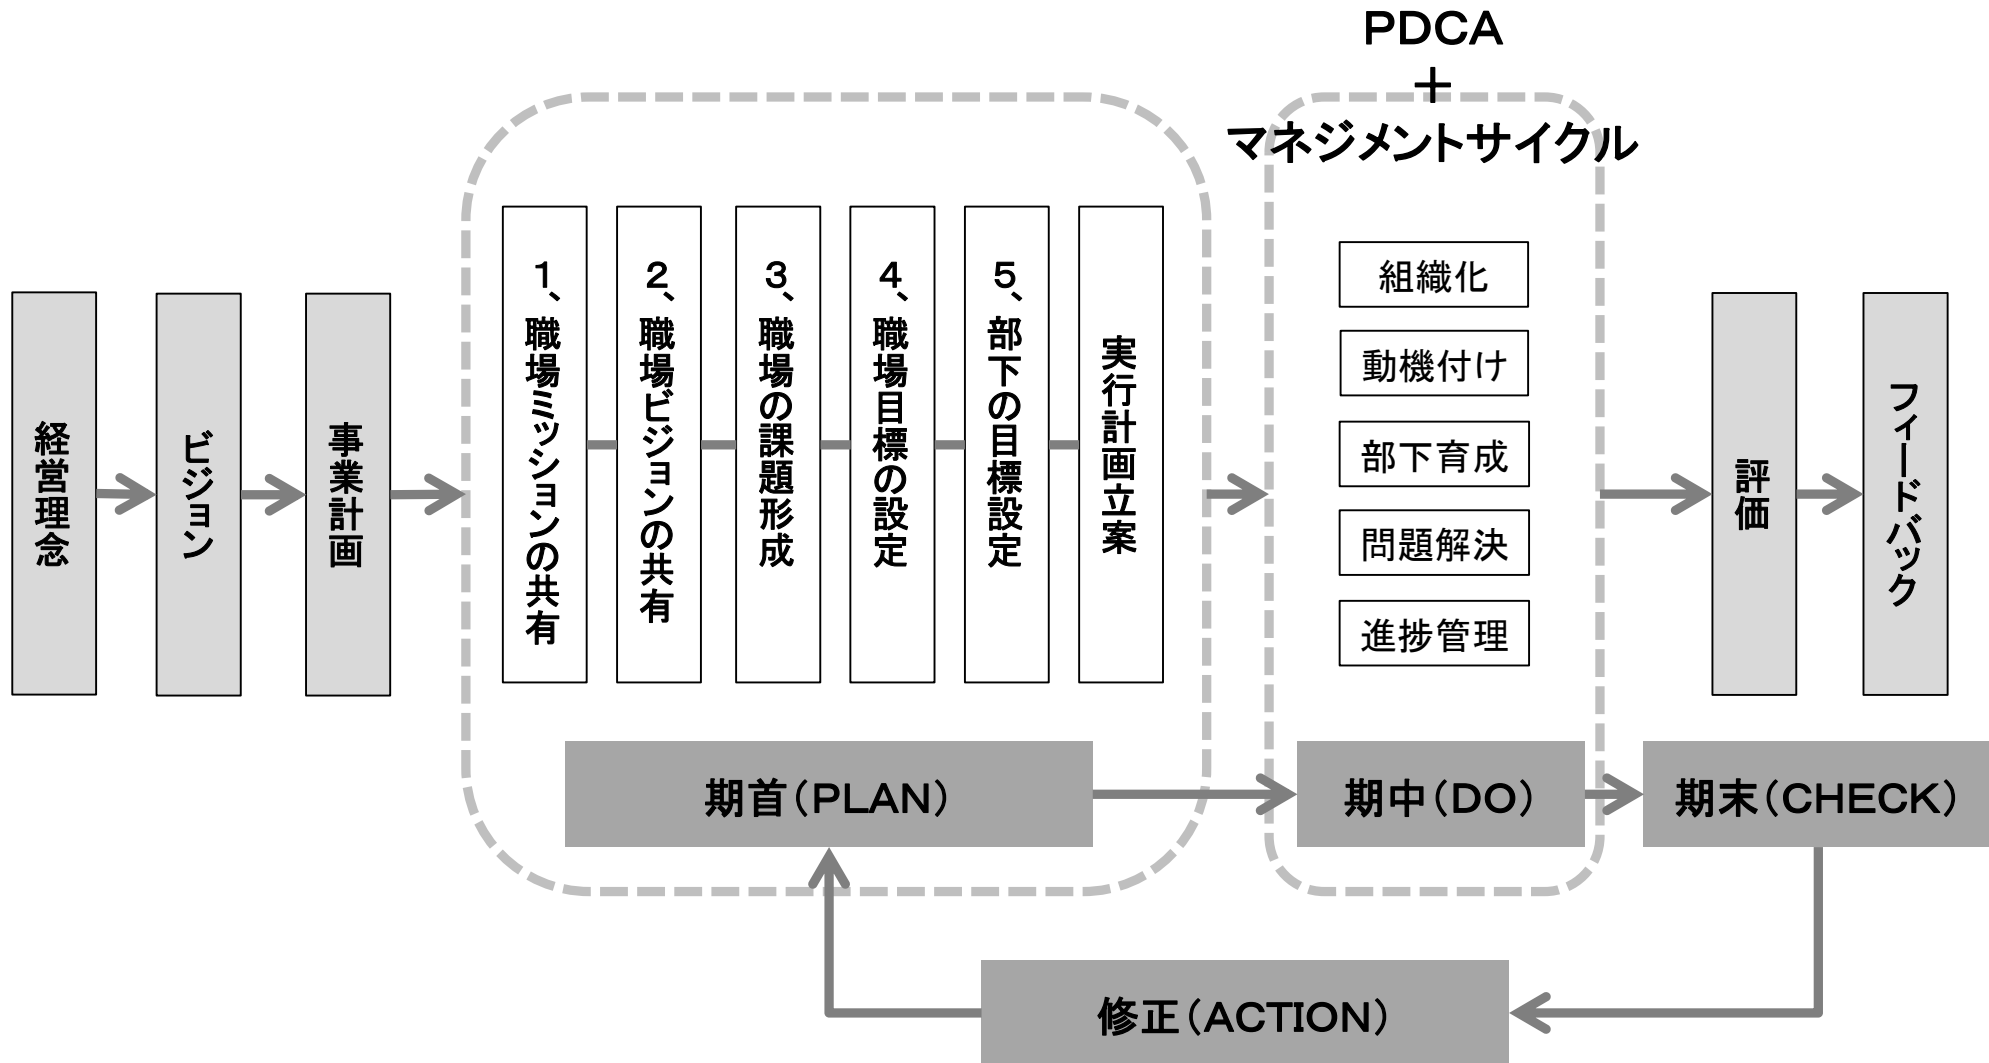 PDCA
＋
マネジメントサイクル
経営理念
ビジョン
事業計画
１、職場ミッションの共有
２、職場ビジョンの共有
３、職場の課題形成
４、職場目標の設定
５、部下の目標設定
実行計画立案
組織化
動機付け
部下育成
問題解決
進捗管理
評価
フィードバック
期首（PLAN）
期中（DO）
期末（CHECK）
修正（ACTION）